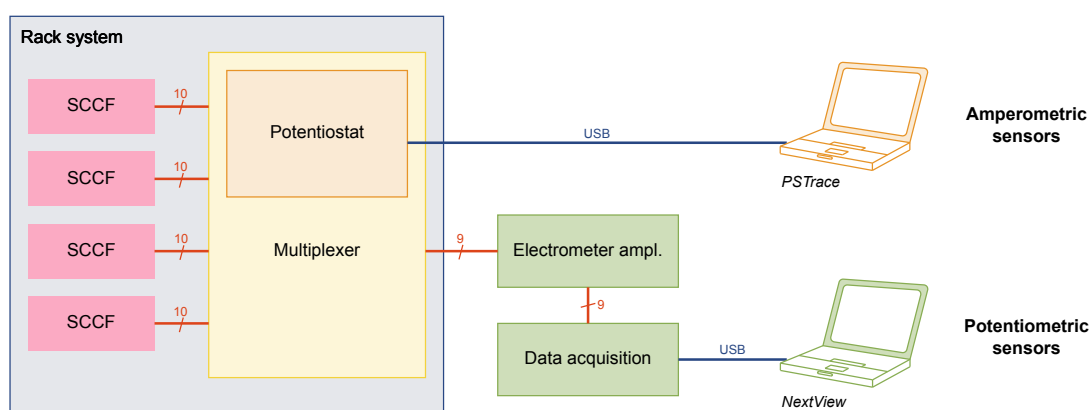 Rack system
SCCF
10
SCCF
10
SCCF
10
SCCF
10
Potentiostat
Multiplexer
USB
PSTrace
Amperometric
sensors
9
Electrometer ampl.
9
Data acquisition
USB
NextView
Potentiometric
sensors